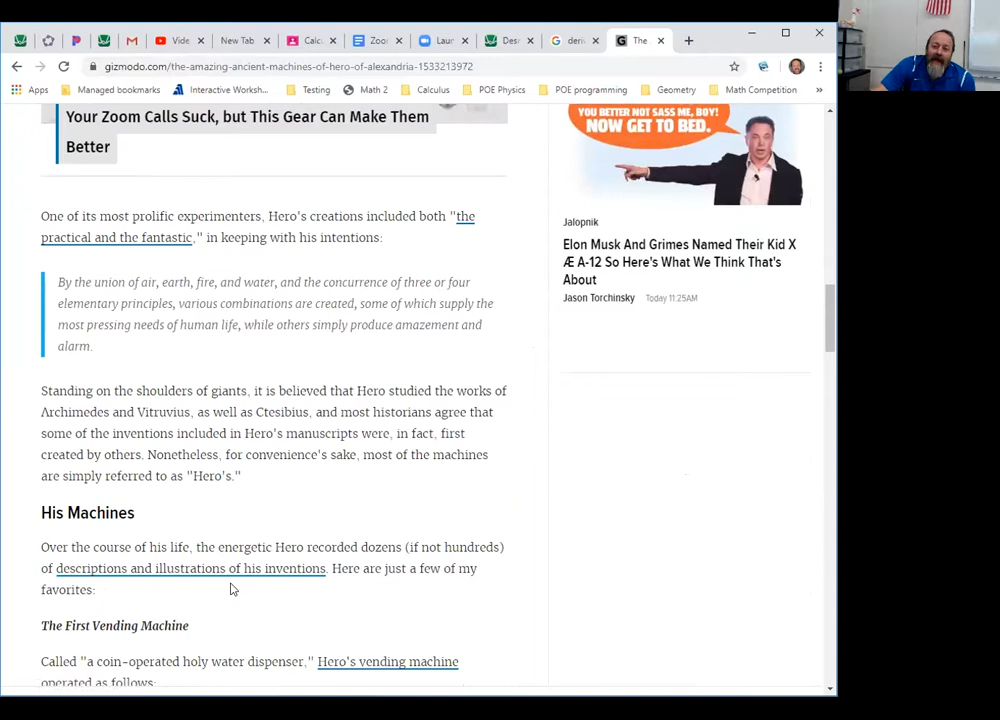 Vide
New Tab
Calcu
Zoo
Laur
Desr
deriv
The
gizmodo.com/the-amazing-ancient-machines-of-hero-of-alexandria-1533213972
Apps
Managed bookmarks
Interactive Worksh...
Testing
Math 2
Calculus
POE Physics
POE programming
Geometry
Math Competition
»
Your Zoom Calls Suck, but This Gear Can Make Them
Better
One of its most prolific experimenters, Hero's creations included both "the
practical and the fantastic," in keeping with his intentions:
By the union of air, earth, fire, and water, and the concurrence of three or four
elementary principles, various combinations are created, some of which supply the
most pressing needs of human life, while others simply produce amazement and
alarm.
Standing on the shoulders of giants, it is believed that Hero studied the works of
Archimedes and Vitruvius, as well as Ctesibius, and most historians agree that
some of the inventions included in Hero's manuscripts were, in fact, first
created by others. Nonetheless, for convenience's sake, most of the machines
are simply referred to as "Hero's."
His Machines
Over the course of his life, the energetic Hero recorded dozens (if not hundreds)
of descriptions and illustrations of his inventions. Here are just a few of my
favorites:
The First Vending Machine
Called "a coin-operated holy water dispenser," Hero's vending machine
operated as follows:
YOU BETTER NOT SASS ME, BOY!
NOW GET TO BED.
Jalopnik
Elon Musk And Grimes Named Their Kid X
Æ A-12 So Here's What We Think That's
About
Jason Torchinsky Today 11:25AM